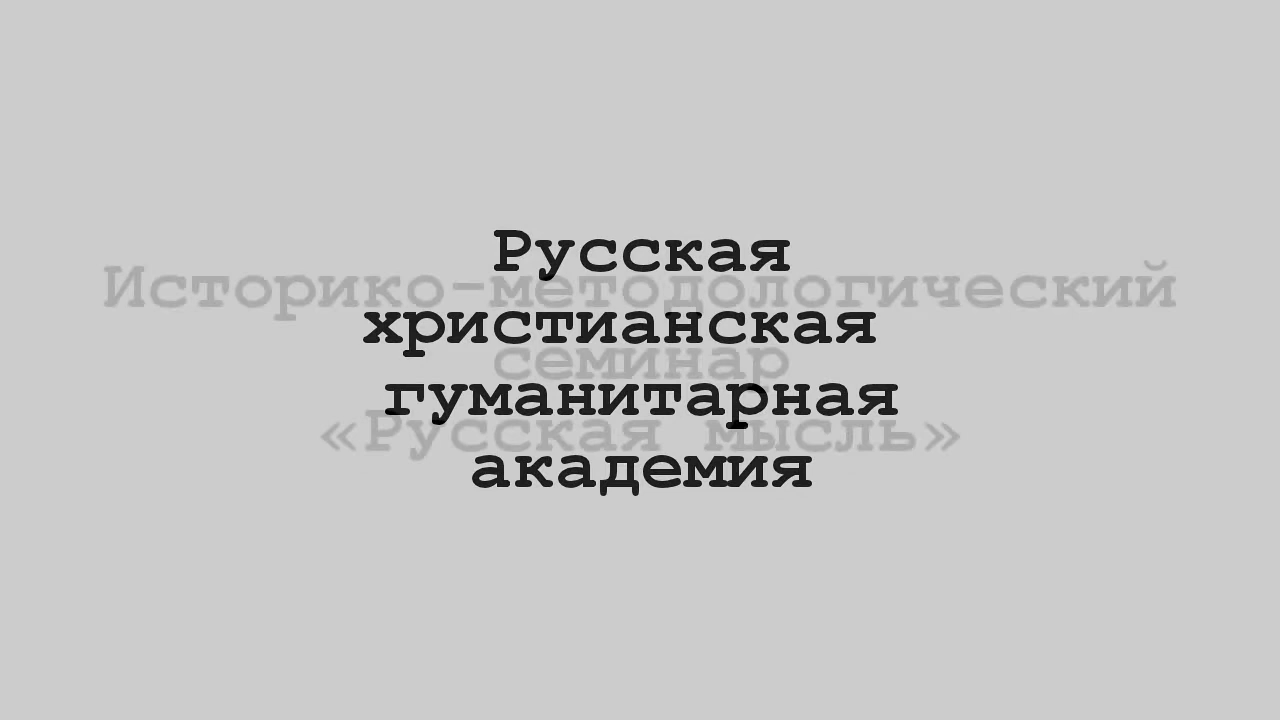 Русская
христианская
гуманитарная
академия
Историко-методологический
семинар
«Русская мысль»